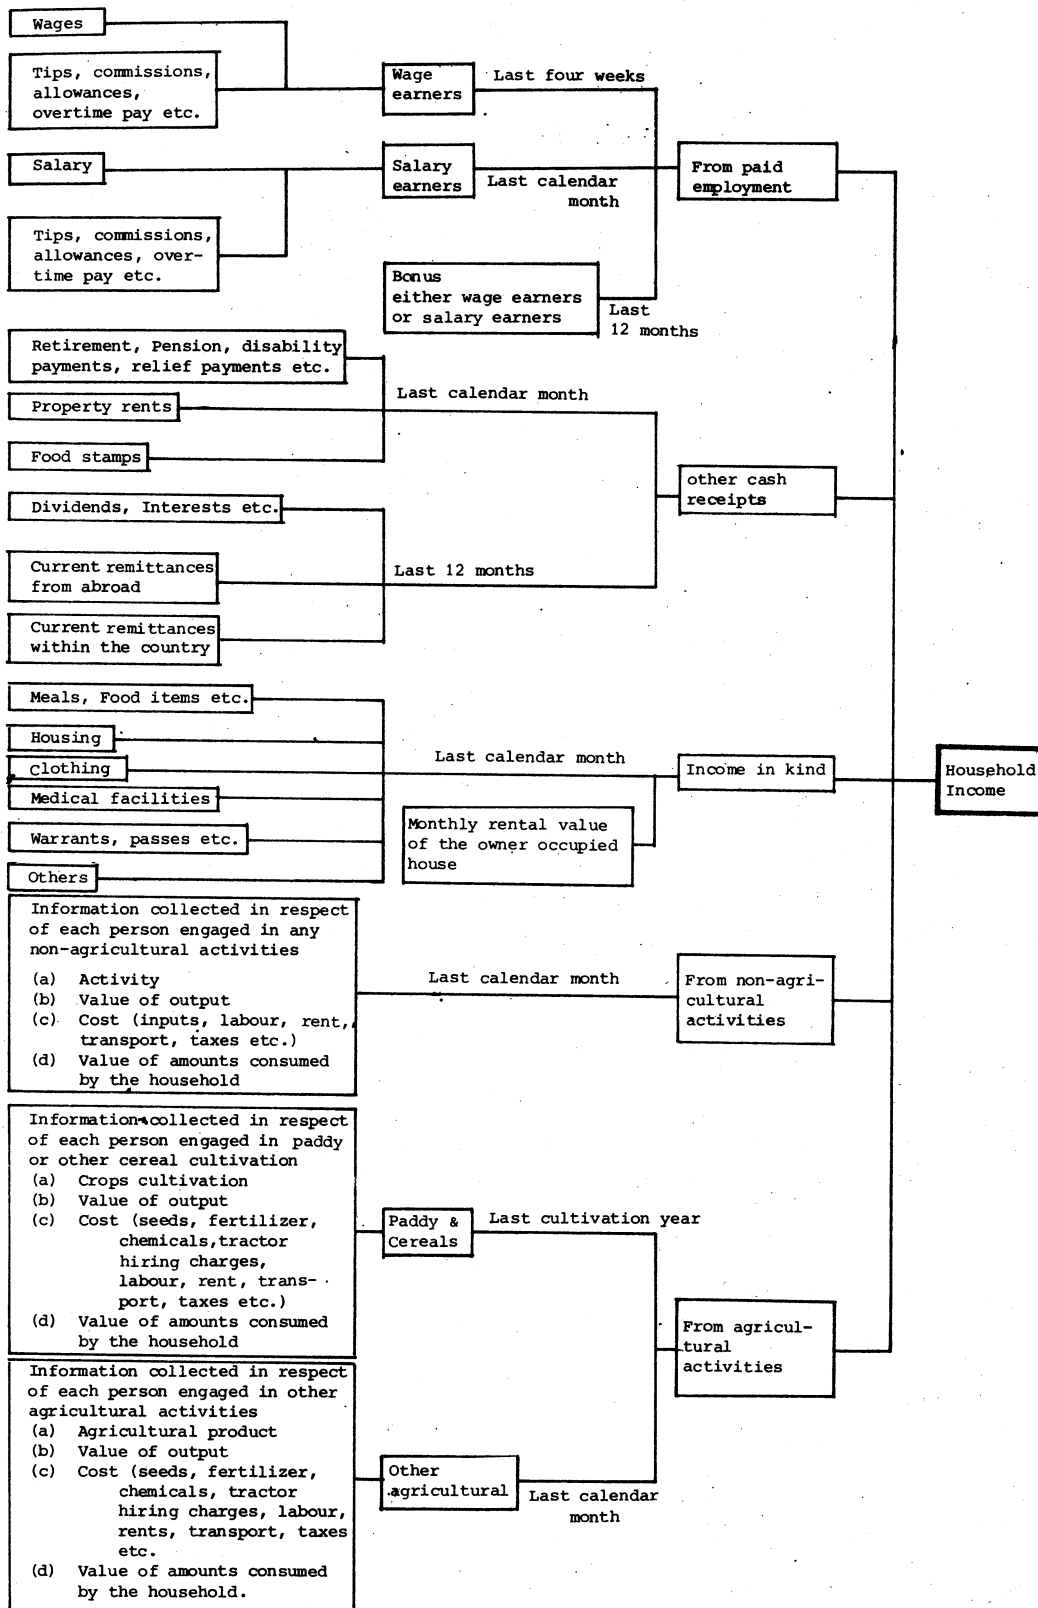 Wages
Tips, commissions,
allowances,
overtime pay etc.
Wage
earners
Last four weeks
Salary
Salary
earners
Last calendar
month
From paid
employment
Tips, commissions,
allowances, over-
time pay etc.
Bonus
either wage earners
or salary earners
Last
12 months
Retirement, Pension, disability
payments, relief payments etc.
Last calendar month
Property rents
Food stamps
other cash
receipts
Dividends, Interests etc.
Current remittances
from abroad
Last 12 months
Current remittances
within the country
Meals, Food items etc.
Housing
Clothing
Last calendar month
Income in kind
Household
Income
Medical facilities
Monthly rental value
of the owner occupied
house
Warrants, passes etc.
Others
Information collected in respect
of each person engaged in any
non-agricultural activities
(a) Activity
(b) Value of output
(c) Cost (inputs, labour, rent,
transport, taxes etc.)
(d) Value of amounts consumed
by the household
Last calendar month
From non-agri-
cultural
activities
Information collected in respect
of each person engaged in paddy
or other cereal cultivation
(a) Crops cultivation
(b) Value of output
(c) Cost (seeds, fertilizer,
chemicals,tractor
hiring charges,
labour, rent, trans-
port, taxes etc.)
(d) Value of amounts consumed
by the household
Paddy &
Cereals
Last cultivation year
From agricul-
tural
activities
Information collected in respect
of each person engaged in other
agricultural activities
(a) Agricultural product
(b) Value of output
(c) Cost (seeds, fertilizer,
chemicals, tractor
hiring charges, labour,
rents, transport, taxes
etc.
(d) Value of amounts consumed
by the household.
Other
agricultural
Last calendar
month